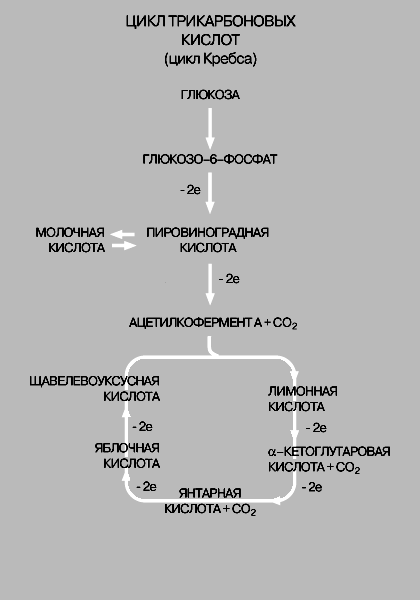 ЦИКЛ ТРИКАРБОНОВЫХ
КИСЛОТ
(цикл Кребса)
ГЛЮКОЗА
ГЛЮКОЗО-6-ФОСФАТ
- 2е
МОЛОЧНАЯ
КИСЛОТА
ПИРОВИНОГРАДНАЯ
КИСЛОТА
- 2е
АЦЕТИЛКОФЕРМЕНТ А + CO₂
ЩАВЕЛЕВОУКСУСНАЯ
КИСЛОТА
ЛИМОННАЯ
КИСЛОТА
- 2е
- 2е
ЯБЛОЧНАЯ
КИСЛОТА
α-КЕТОГЛУТАРОВАЯ
КИСЛОТА + CO₂
- 2е
- 2е
ЯНТАРНАЯ
КИСЛОТА + CO₂